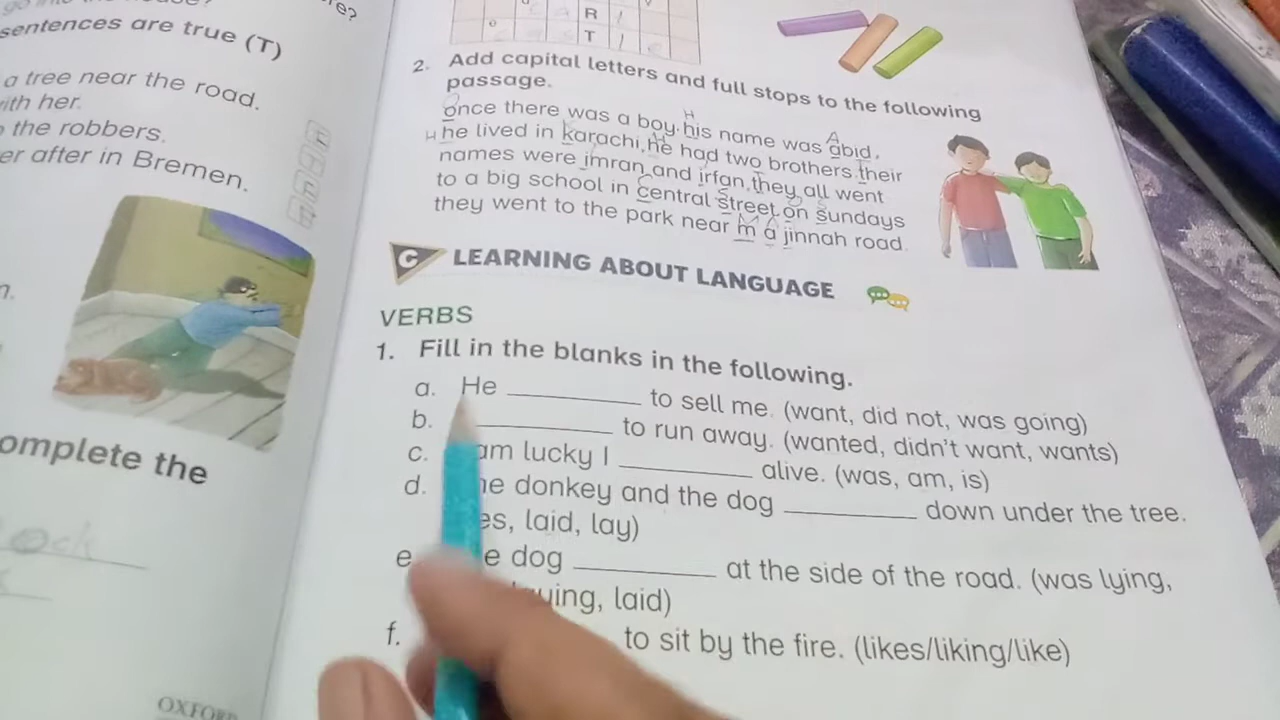 sentences are true (T)
a tree near the road.
with her.
the robbers.
er after in Bremen.
omplete the
OXFORD
re?
R
T
2. Add capital letters and full stops to the following
passage.
once there was a boy. his name was abid.
he lived in karachi. he had two brothers. their
names were imran and irfan. they all went
to a big school in central street. on sundays
they went to the park near m a jinnah road.
C LEARNING ABOUT LANGUAGE
VERBS
1. Fill in the blanks in the following.
a. He ________ to sell me. (want, did not, was going)
b. ________ to run away. (wanted, didn't want, wants)
c. am lucky I ________ alive. (was, am, is)
d. he donkey and the dog ________ down under the tree.
es, laid, lay)
e. e dog ________ at the side of the road. (was lying,
laid)
f. to sit by the fire. (likes/liking/like)